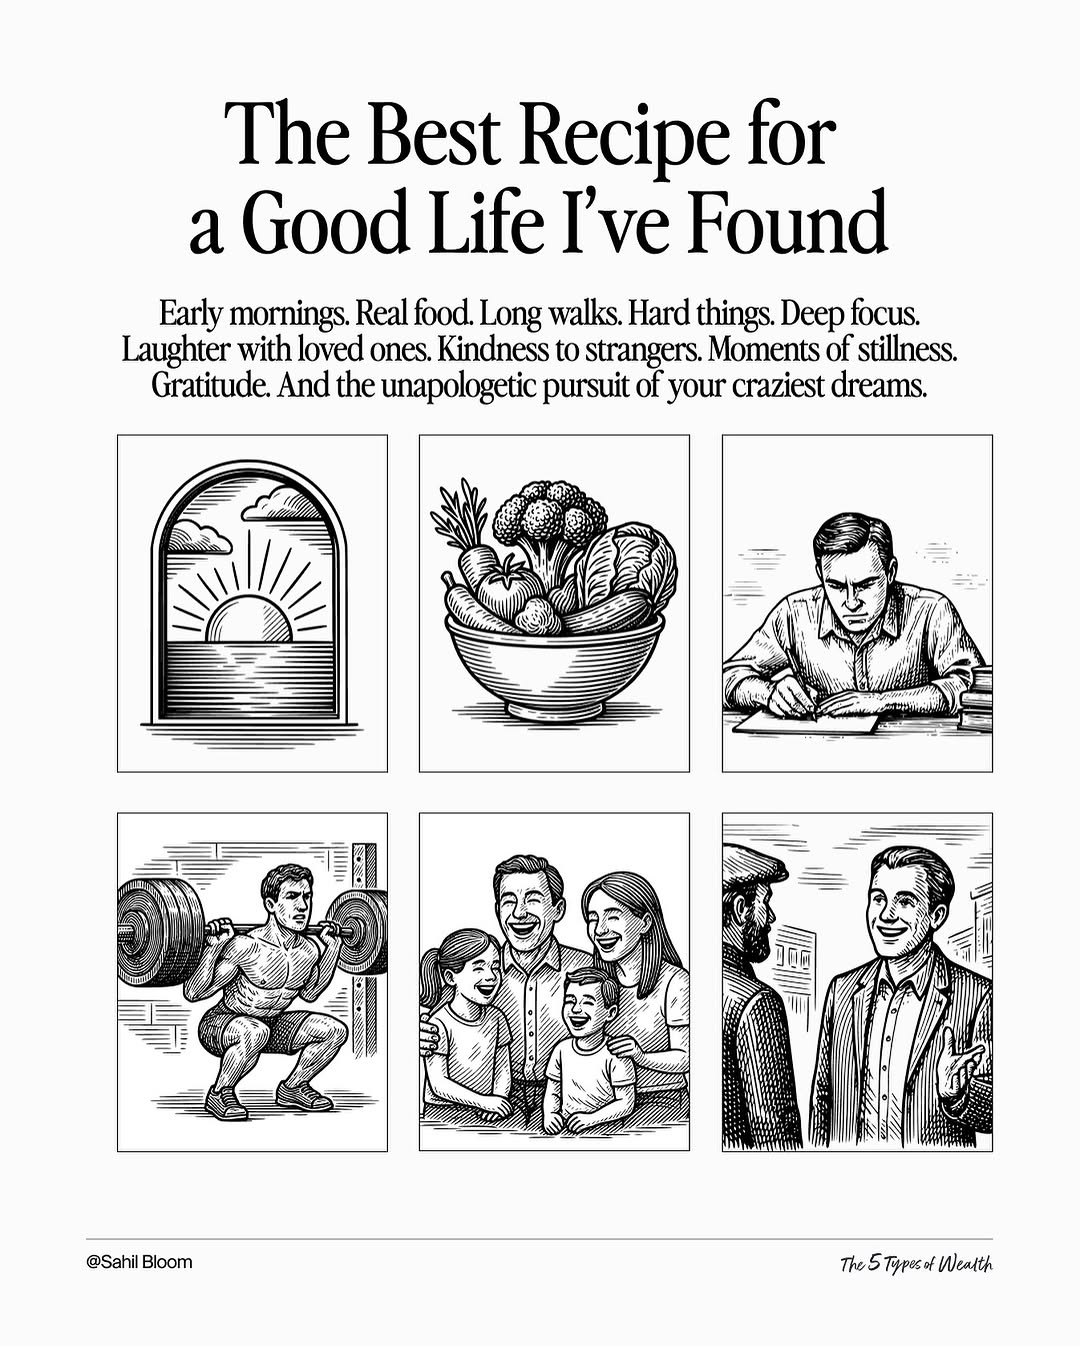 The Best Recipe for
a Good Life I’ve Found
Early mornings. Real food. Long walks. Hard things. Deep focus.
Laughter with loved ones. Kindness to strangers. Moments of stillness.
Gratitude. And the unapologetic pursuit of your craziest dreams.
@Sahil Bloom
The 5 Types of Wealth